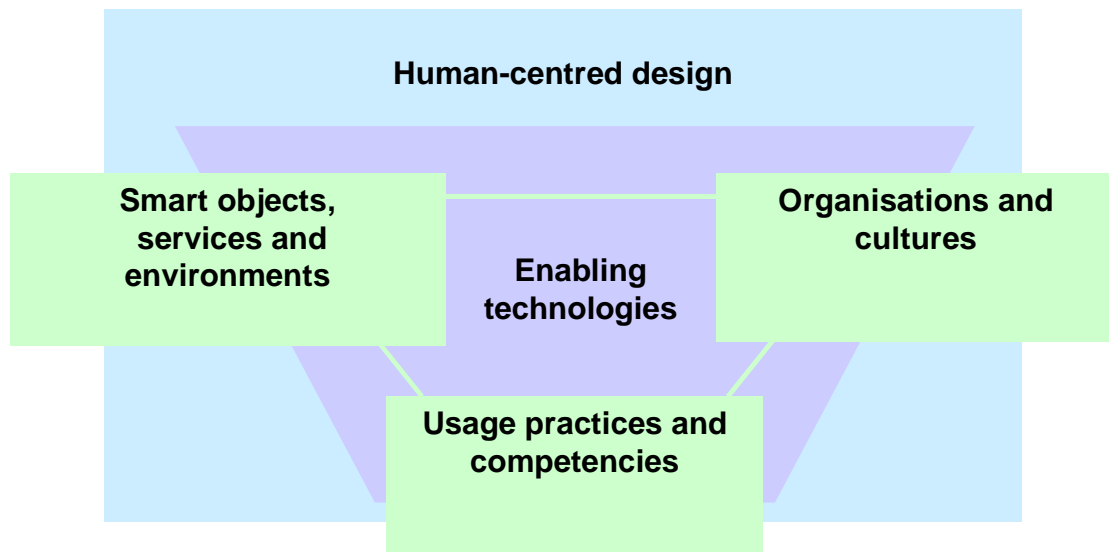 Human-centred design
Smart objects,
services and
environments
Organisations and
cultures
Enabling
technologies
Usage practices and
competencies